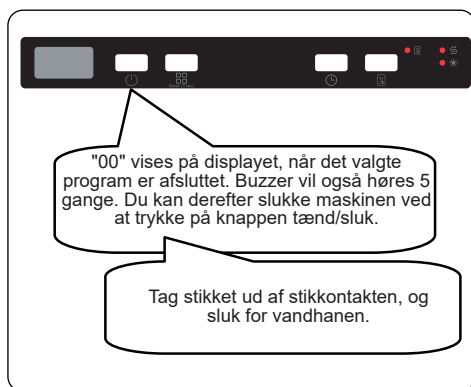 "00" vises på displayet, når det valgte
program er afsluttet. Buzzer vil også høres 5
gange. Du kan derefter slukke maskinen ved
at trykke på knappen tænd/sluk.
Tag stikket ud af stikkontakten, og
sluk for vandhanen.